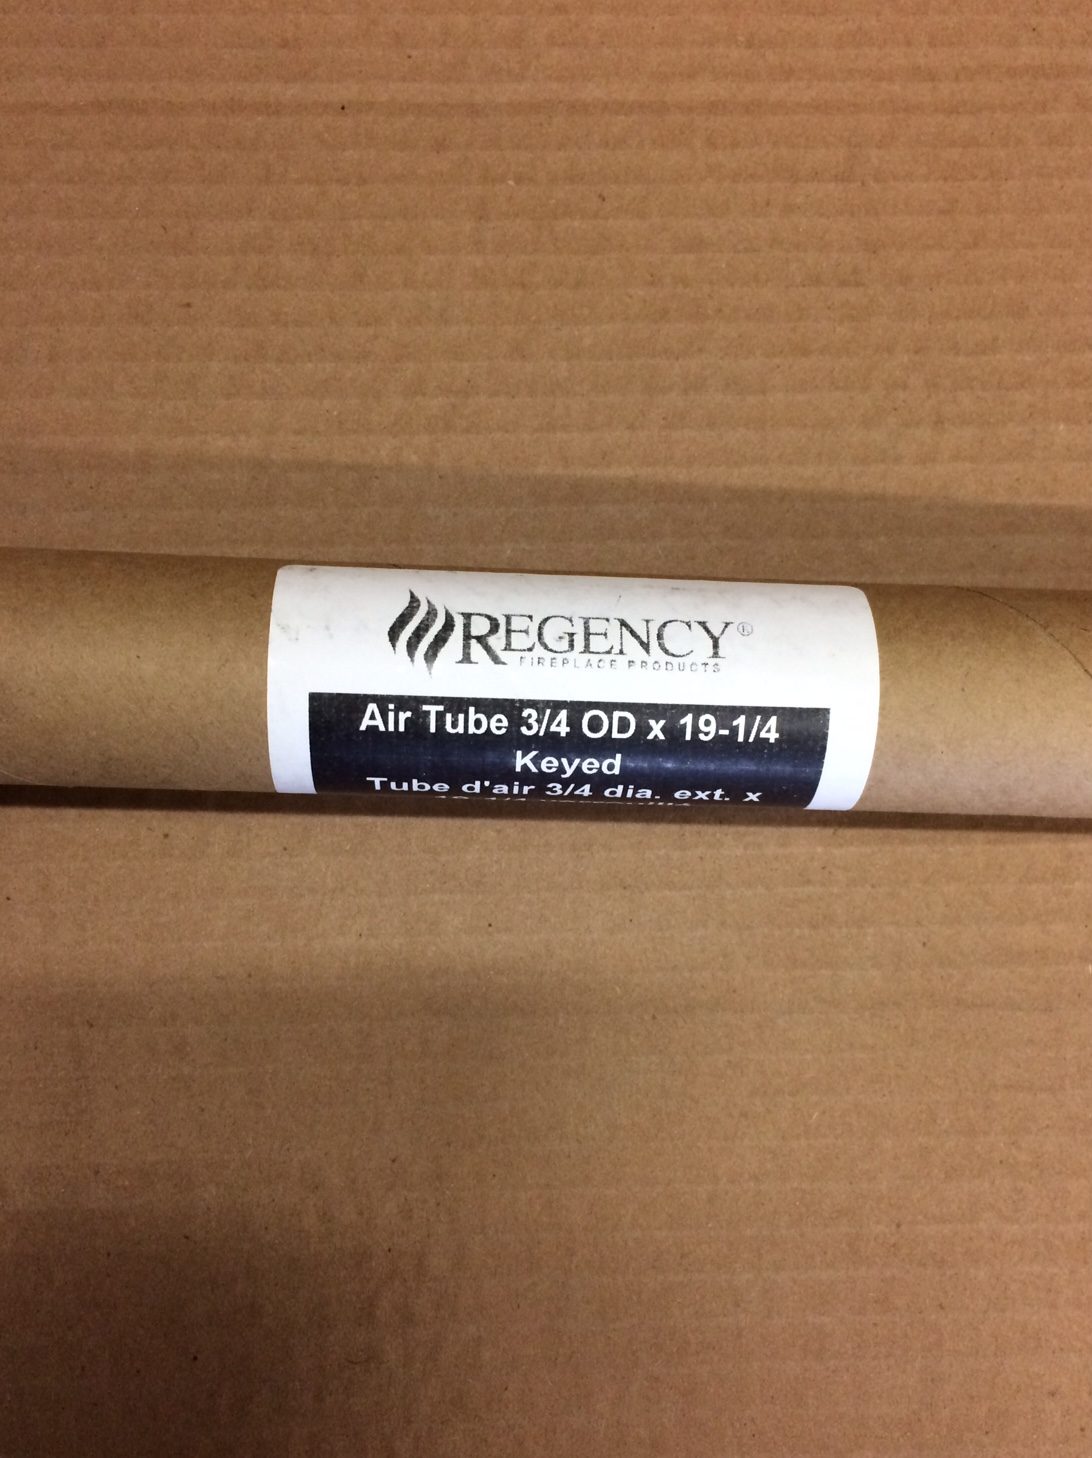 REGENCY®
FIREPLACE PRODUCTS
Air Tube 3/4 OD x 19-1/4
Keyed
Tube d'air 3/4 dia. ext. x